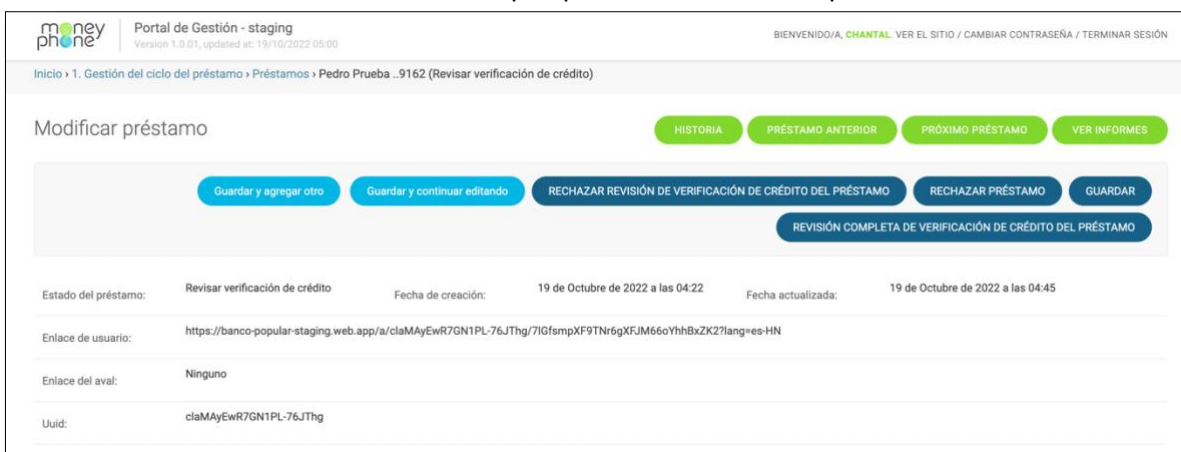 money
phone
Portal de Gestión - staging
Version 1.0.01, updated at: 19/10/2022 05:00
BIENVENIDO/A, CHANTAL. VER EL SITIO / CAMBIAR CONTRASEÑA / TERMINAR SESIÓN
Inicio › 1. Gestión del ciclo del préstamo › Préstamos › Pedro Prueba ..9162 (Revisar verificación de crédito)
Modificar préstamo
HISTORIA
PRÉSTAMO ANTERIOR
PRÓXIMO PRÉSTAMO
VER INFORMES
Guardar y agregar otro
Guardar y continuar editando
RECHAZAR REVISIÓN DE VERIFICACIÓN DE CRÉDITO DEL PRÉSTAMO
RECHAZAR PRÉSTAMO
GUARDAR
REVISIÓN COMPLETA DE VERIFICACIÓN DE CRÉDITO DEL PRÉSTAMO
Estado del préstamo: Revisar verificación de crédito Fecha de creación: 19 de Octubre de 2022 a las 04:22 Fecha actualizada: 19 de Octubre de 2022 a las 04:45
Enlace de usuario: https://banco-popular-staging.web.app/a/claMAyEwR7GN1PL-76JThg/7IGfsmpXF9TNr6gXFJM66oYhhBxZK2?lang=es-HN
Enlace del aval: Ninguno
Uuid: claMAyEwR7GN1PL-76JThg